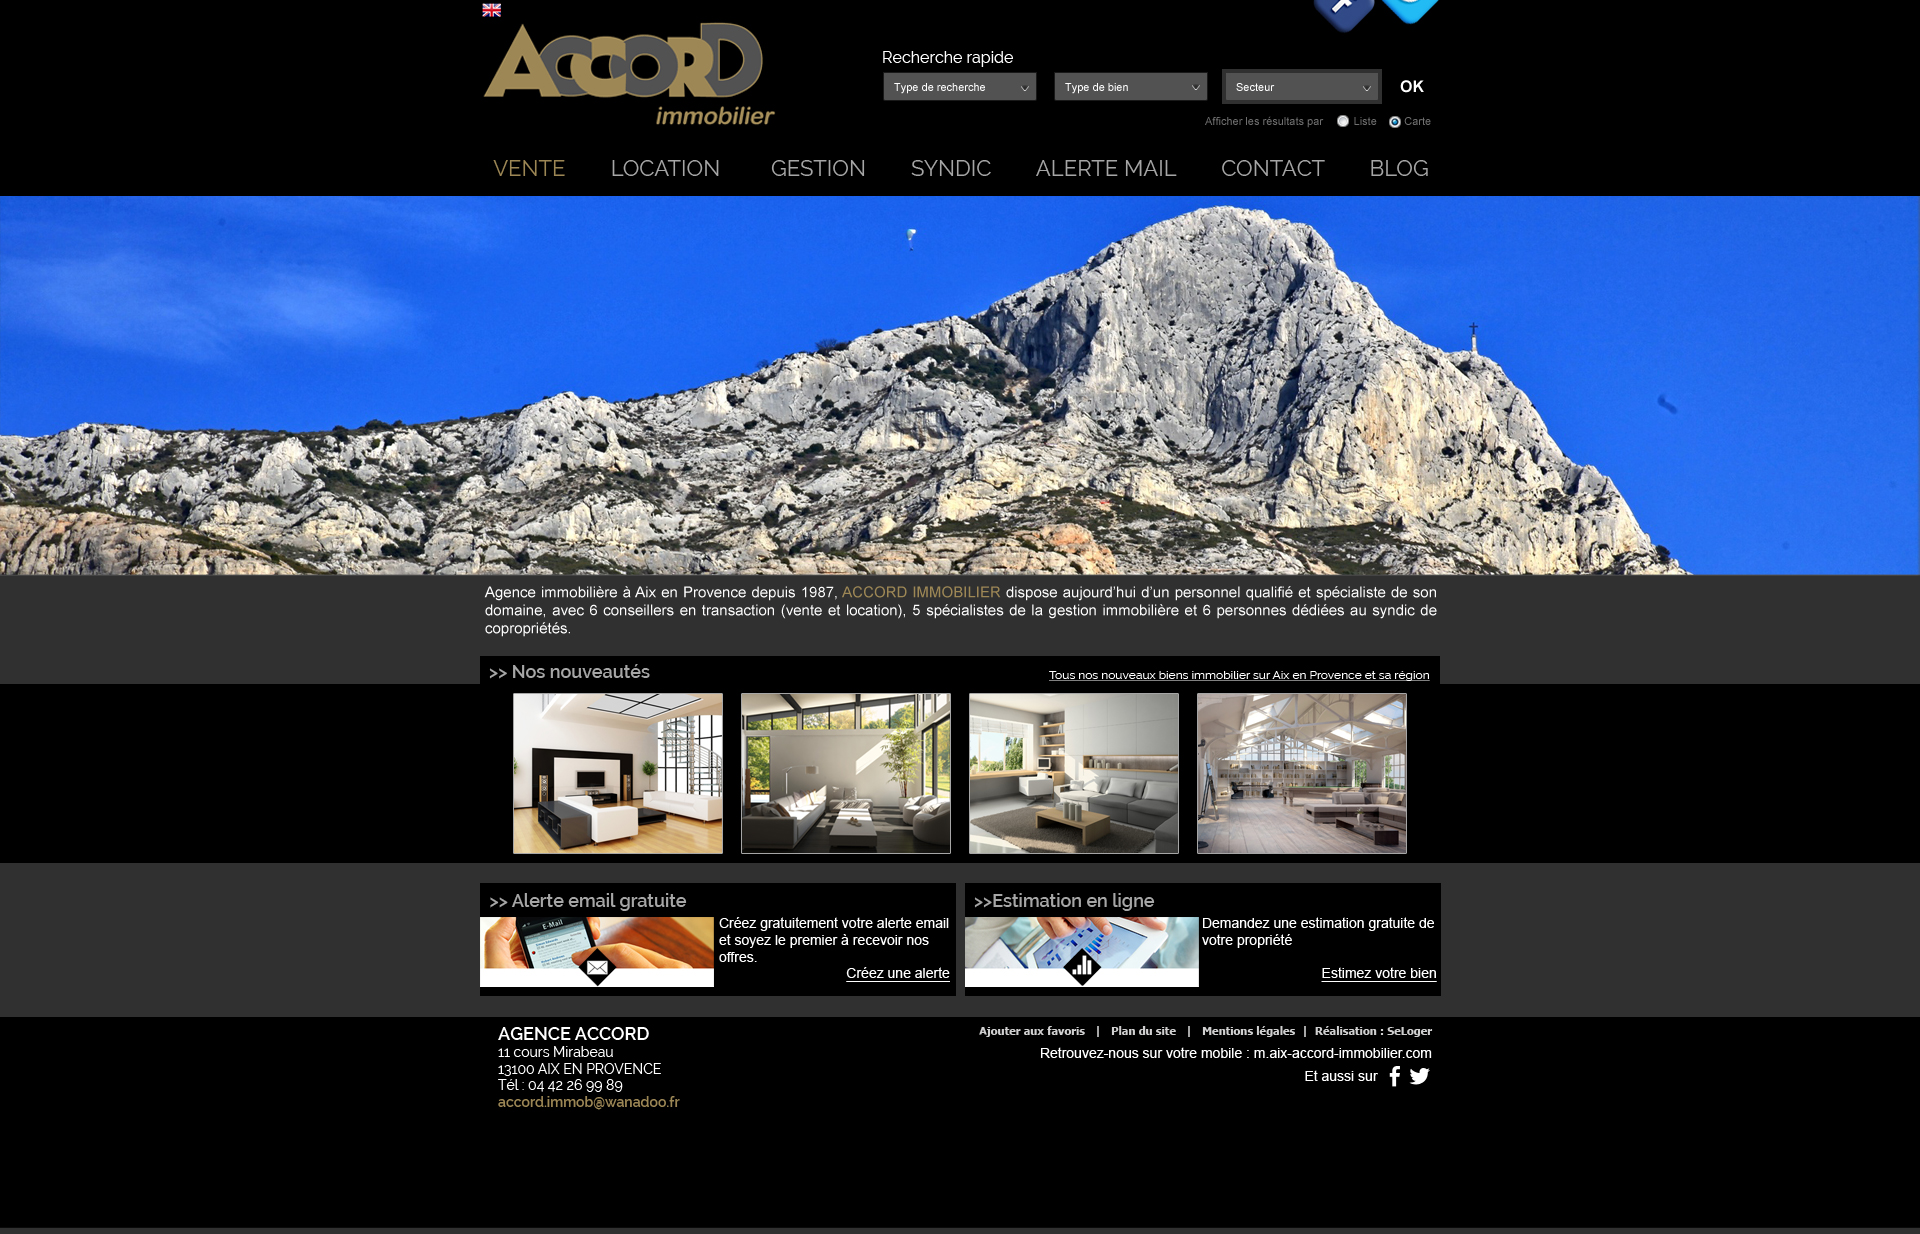 ACCORD
immobilier
Recherche rapide
Type de recherche
Type de bien
Secteur
OK
Afficher les résultats par
Liste
Carte
VENTE
LOCATION
GESTION
SYNDIC
ALERTE MAIL
CONTACT
BLOG
Agence immobilière à Aix en Provence depuis 1987, ACCORD IMMOBILIER dispose aujourd'hui d'un personnel qualifié et spécialiste de son
domaine, avec 6 conseillers en transaction (vente et location), 5 spécialistes de la gestion immobilière et 6 personnes dédiées au syndic de
copropriétés.
>> Nos nouveautés
Tous nos nouveaux biens immobilier sur Aix en Provence et sa région
>> Alerte email gratuite
E-Mail
Créez gratuitement votre alerte email
et soyez le premier à recevoir nos
offres.
Créez une alerte
>>Estimation en ligne
Demandez une estimation gratuite de
votre propriété
Estimez votre bien
AGENCE ACCORD
11 cours Mirabeau
13100 AIX EN PROVENCE
Tél : 04 42 26 99 89
accord.immob@wanadoo.fr
Ajouter aux favoris | Plan du site | Mentions légales | Réalisation : SeLoger
Retrouvez-nous sur votre mobile : m.aix-accord-immobilier.com
Et aussi sur